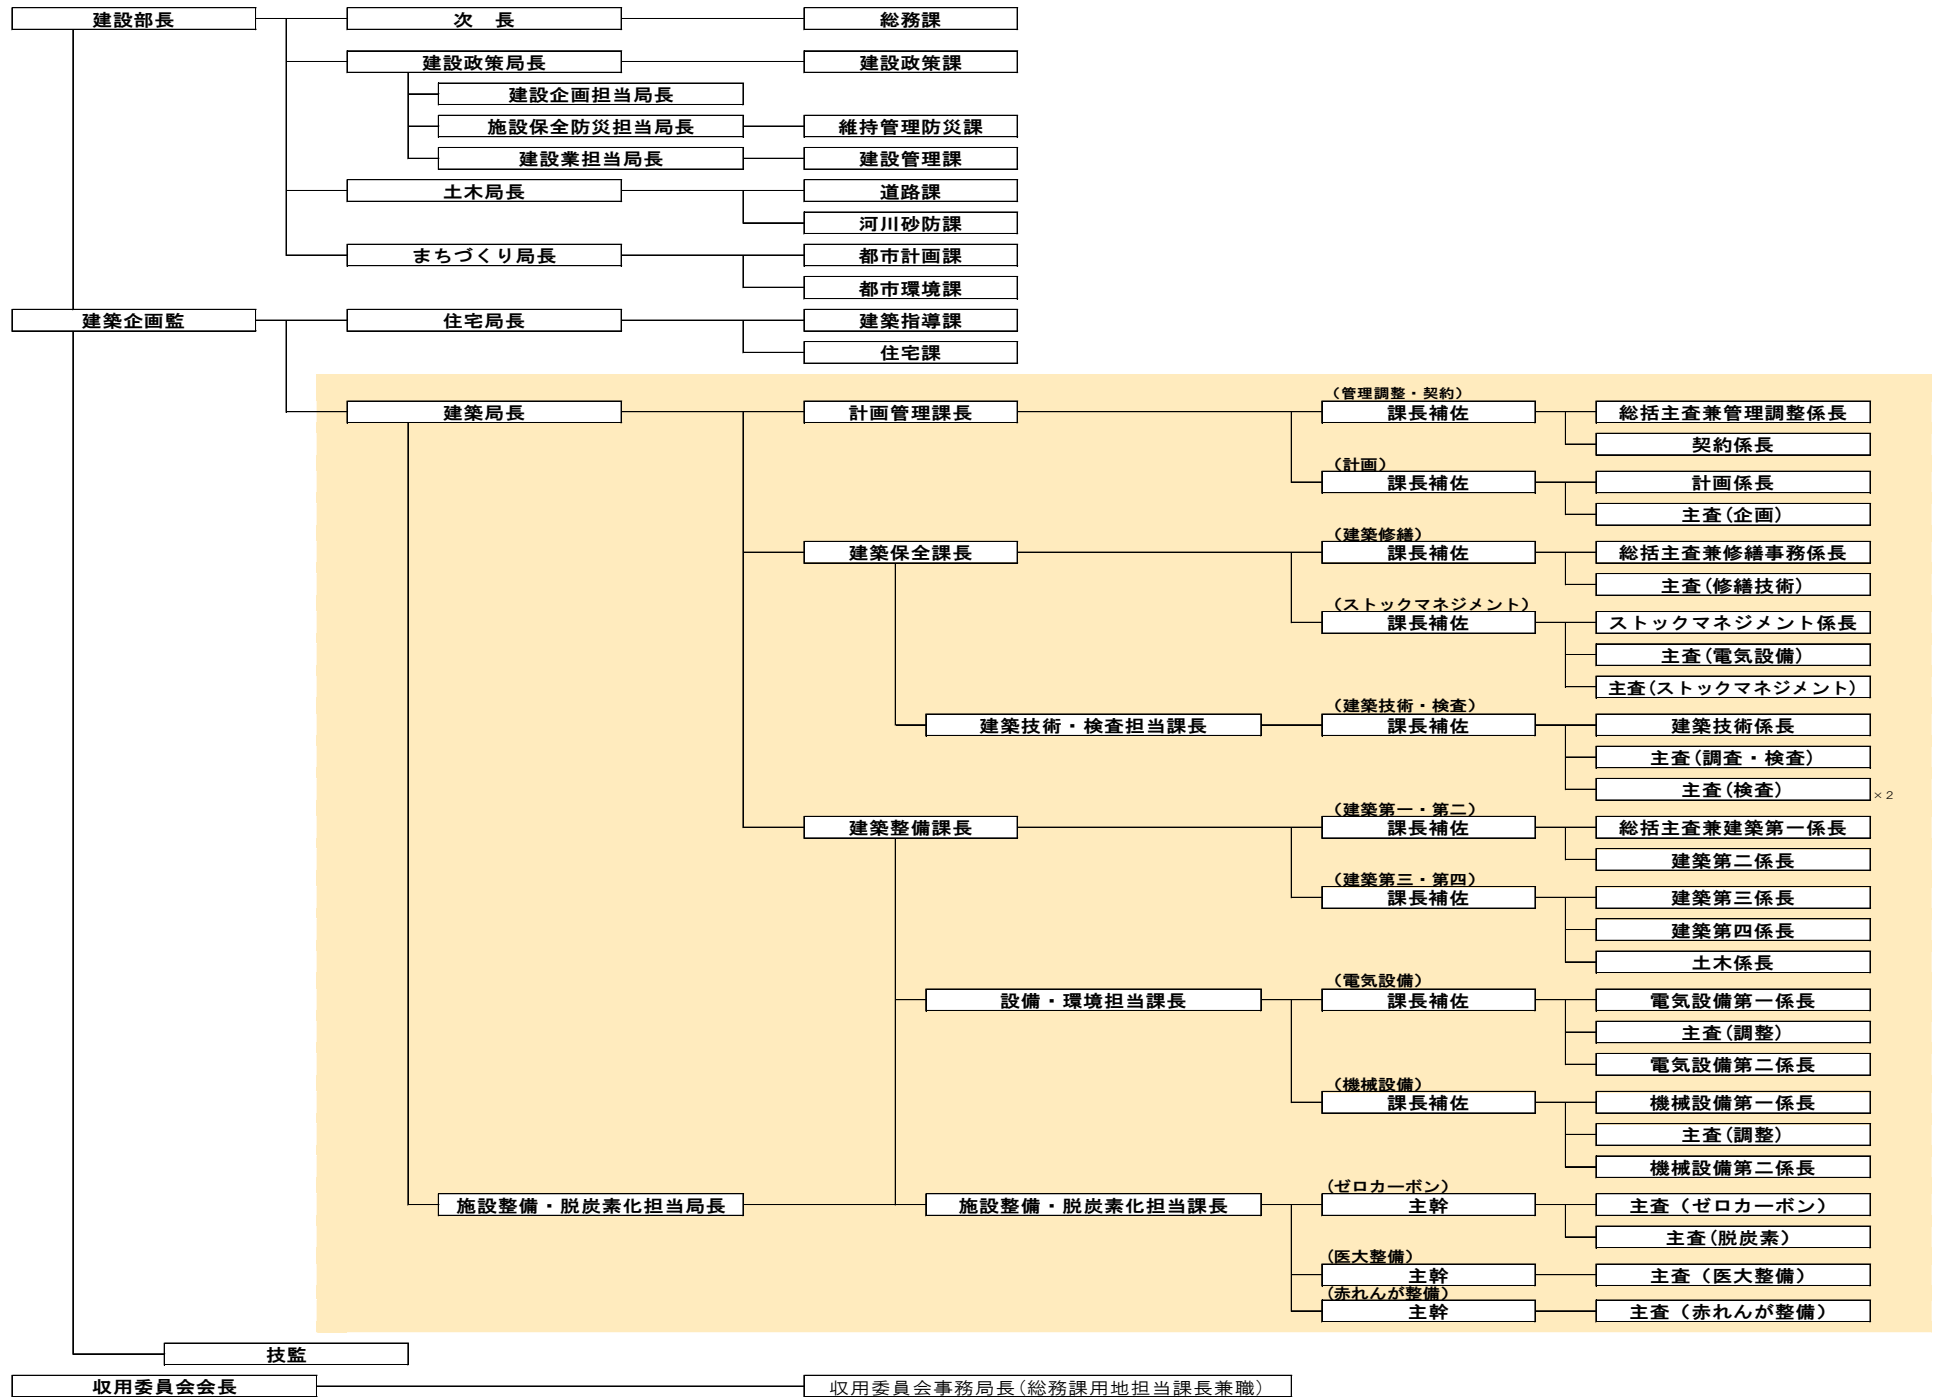 建設部長 次　長 総務課
建設政策局長 建設政策課
建設企画担当局長
施設保全防災担当局長 維持管理防災課
建設業担当局長 建設管理課
土木局長 道路課
河川砂防課
まちづくり局長 都市計画課
都市環境課
建築企画監 住宅局長 建築指導課
住宅課
(管理調整・契約)
建築局長 計画管理課長 課長補佐 総括主査兼管理調整係長
契約係長
(計画)
課長補佐 計画係長
主査(企画)
(建築修繕)
建築保全課長 課長補佐 総括主査兼修繕事務係長
主査(修繕技術)
(ストックマネジメント)
課長補佐 ストックマネジメント係長
主査(電気設備)
主査(ストックマネジメント)
(建築技術・検査)
建築技術・検査担当課長 課長補佐 建築技術係長
主査(調査・検査)
主査(検査) ×2
(建築第一・第二)
建築整備課長 課長補佐 総括主査兼建築第一係長
建築第二係長
(建築第三・第四)
課長補佐 建築第三係長
建築第四係長
土木係長
(電気設備)
設備・環境担当課長 課長補佐 電気設備第一係長
主査(調整)
電気設備第二係長
(機械設備)
課長補佐 機械設備第一係長
主査(調整)
機械設備第二係長
(ゼロカーボン)
施設整備・脱炭素化担当局長 施設整備・脱炭素化担当課長 主幹 主査（ゼロカーボン）
主査(脱炭素)
(医大整備)
主幹 主査（医大整備）
(赤れんが整備)
主幹 主査（赤れんが整備）
技監
収用委員会会長 収用委員会事務局長(総務課用地担当課長兼職)